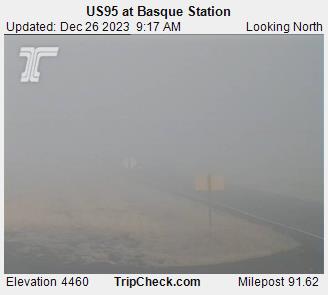 US95 at Basque Station
Updated: Dec 26 2023 9:17 AM Looking North
Elevation 4460 TripCheck.com Milepost 91.62